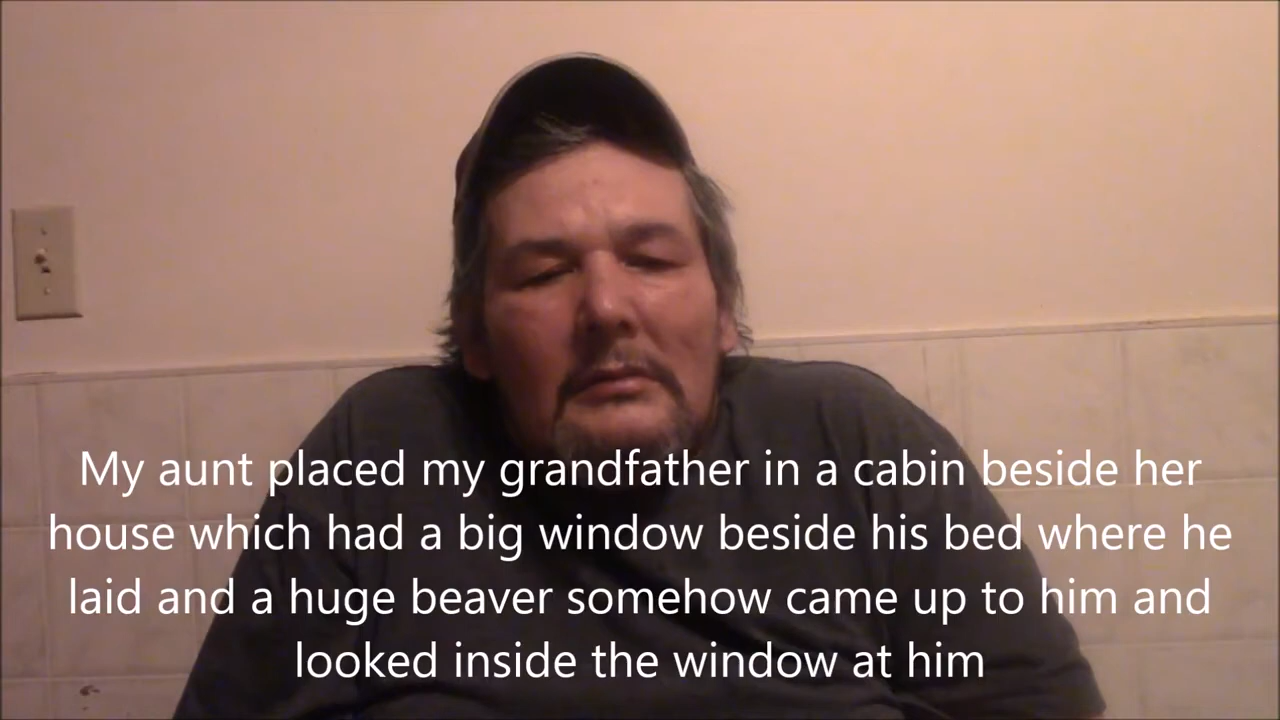 My aunt placed my grandfather in a cabin beside her
house which had a big window beside his bed where he
laid and a huge beaver somehow came up to him and
looked inside the window at him